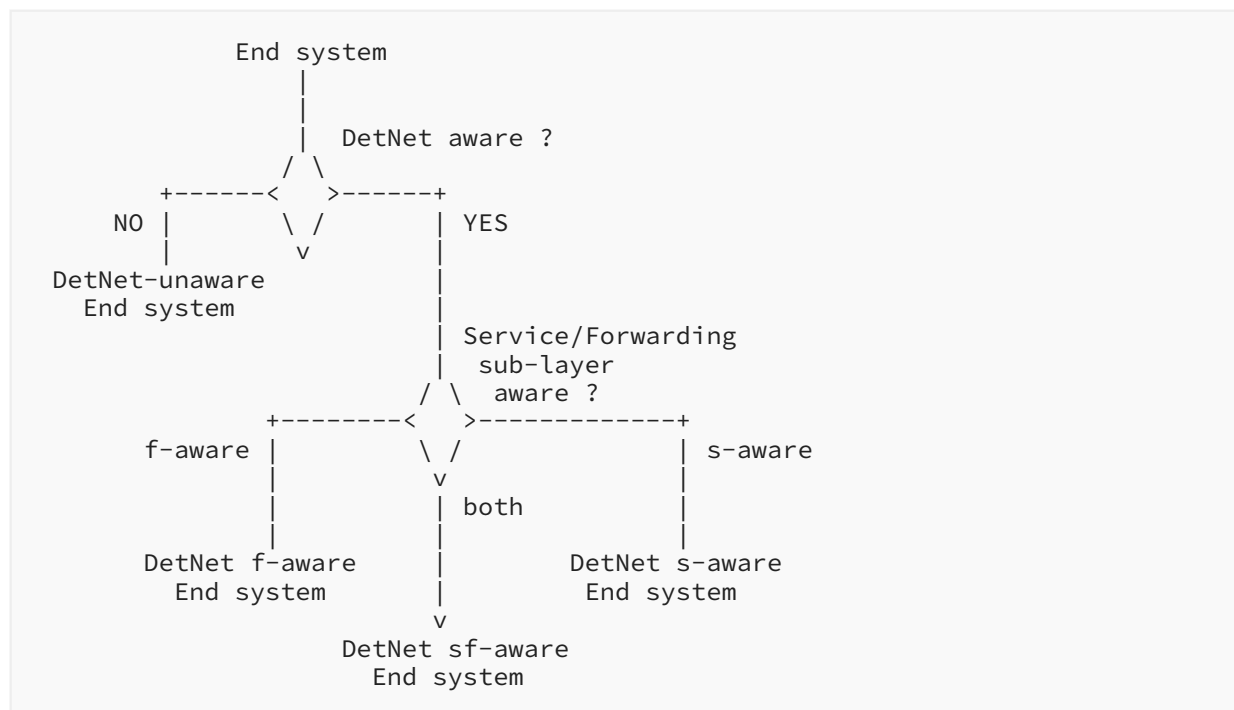 End system
DetNet aware ?
NO
YES
DetNet-unaware
End system
Service/Forwarding
sub-layer
aware ?
f-aware
s-aware
both
DetNet f-aware
End system
DetNet s-aware
End system
DetNet sf-aware
End system